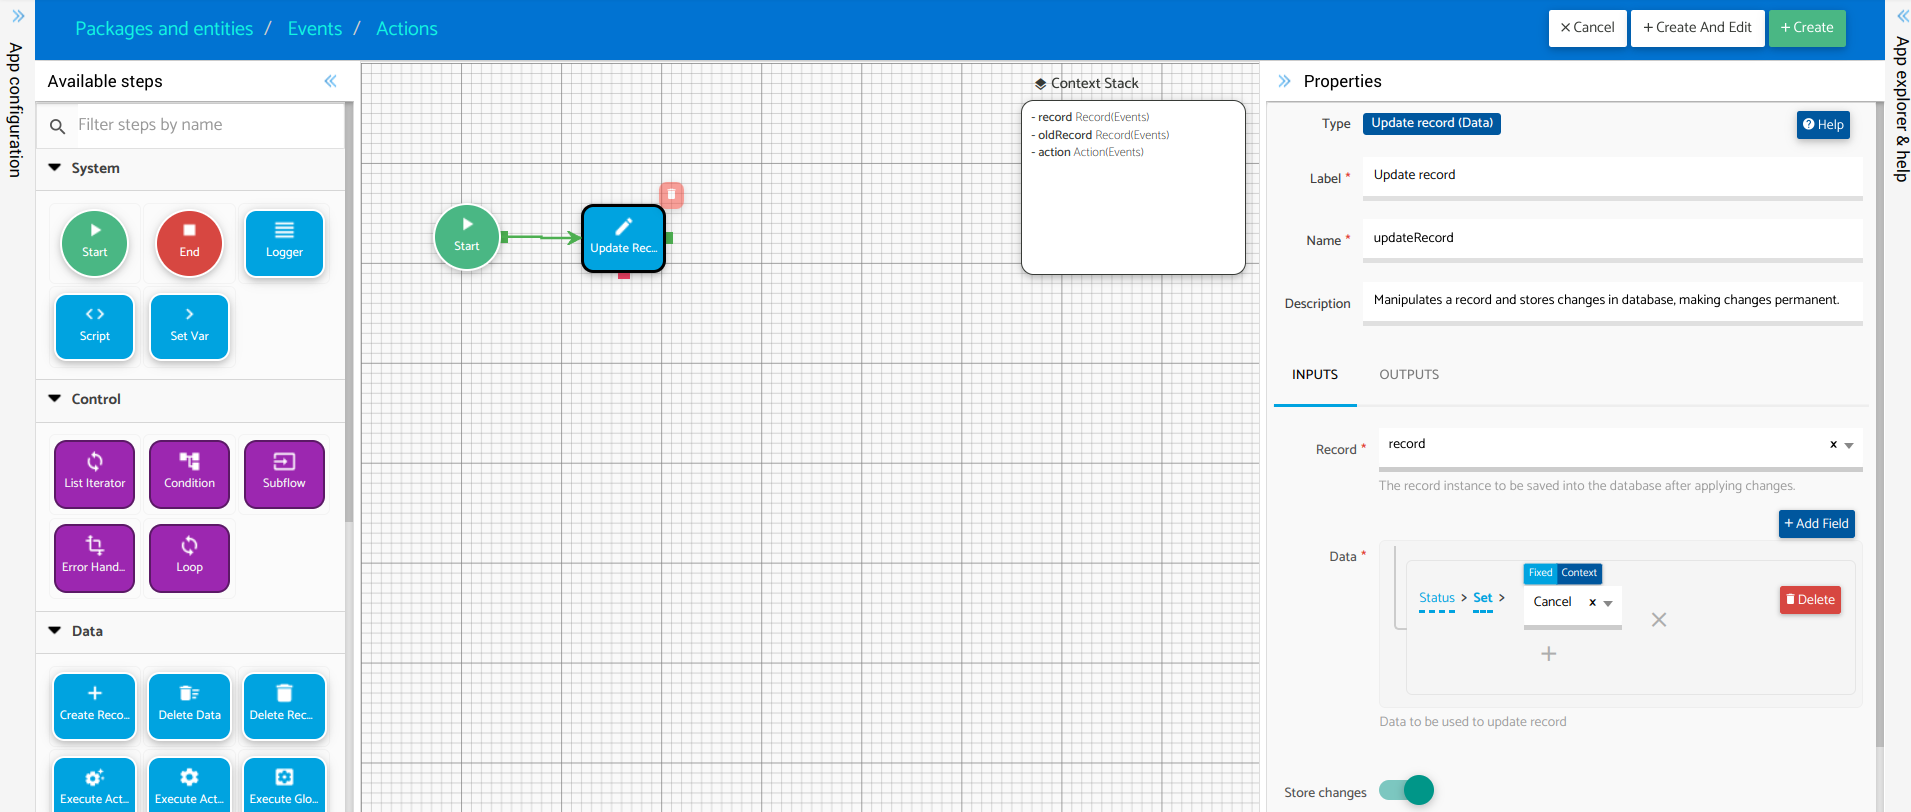 Packages and entities / Events / Actions
Cancel
Create And Edit
Create
App configuration
Available steps
Filter steps by name
System
Start
End
Logger
Script
Set Var
Control
List Iterator
Condition
Subflow
Error Hand...
Loop
Data
Create Reco...
Delete Data
Delete Rec...
Execute Act...
Execute Act...
Execute Glo...
Start
Update Rec...
Context Stack
- record Record(Events)
- oldRecord Record(Events)
- action Action(Events)
Properties
Type
Update record (Data)
Help
Label *
Update record
Name *
updateRecord
Description
Manipulates a record and stores changes in database, making changes permanent.
INPUTS
OUTPUTS
Record *
record
The record instance to be saved into the database after applying changes.
+ Add Field
Data *
Fixed Context
Status > Set >
Cancel
Delete
Data to be used to update record
Store changes
App explorer & help